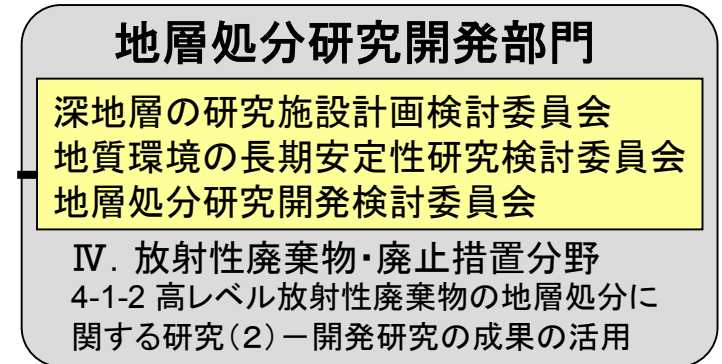 地層処分研究開発部門
深地層の研究施設計画検討委員会
地質環境の長期安定性研究検討委員会
地層処分研究開発検討委員会
Ⅳ．放射性廃棄物・廃止措置分野
4-1-2 高レベル放射性廃棄物の地層処分に
関する研究（２）－開発研究の成果の活用